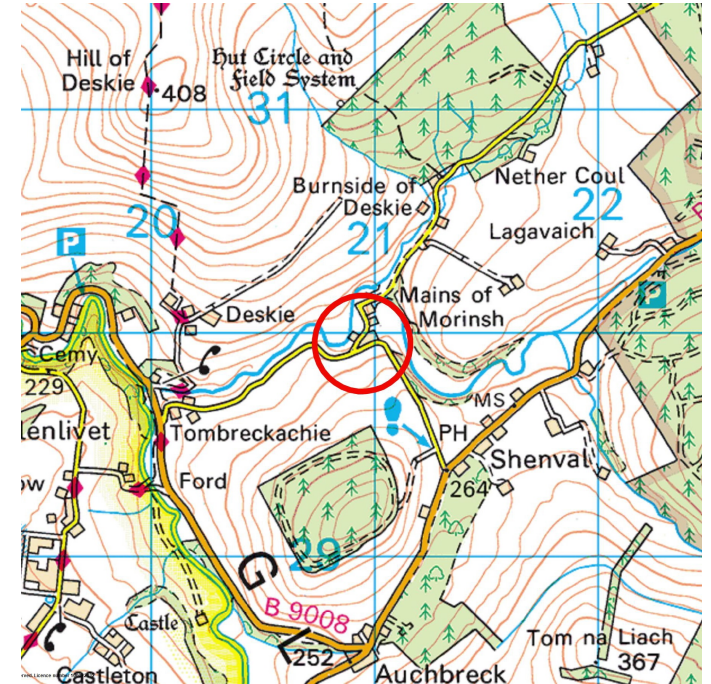 Hill of
Deskie
408
Hut Circle and
Field System
31
Burnside of
Deskie
Nether Coul
22
20
21
Lagavaich
P
P
Mains of
Morinsh
Deskie
Cemy
229
MS
PH
enlivet
Tombreckachie
Shenval
ow
Ford
264
29
G
B 9008
L
Castle
252
Tom na Liach
367
Castleton
Auchbreck